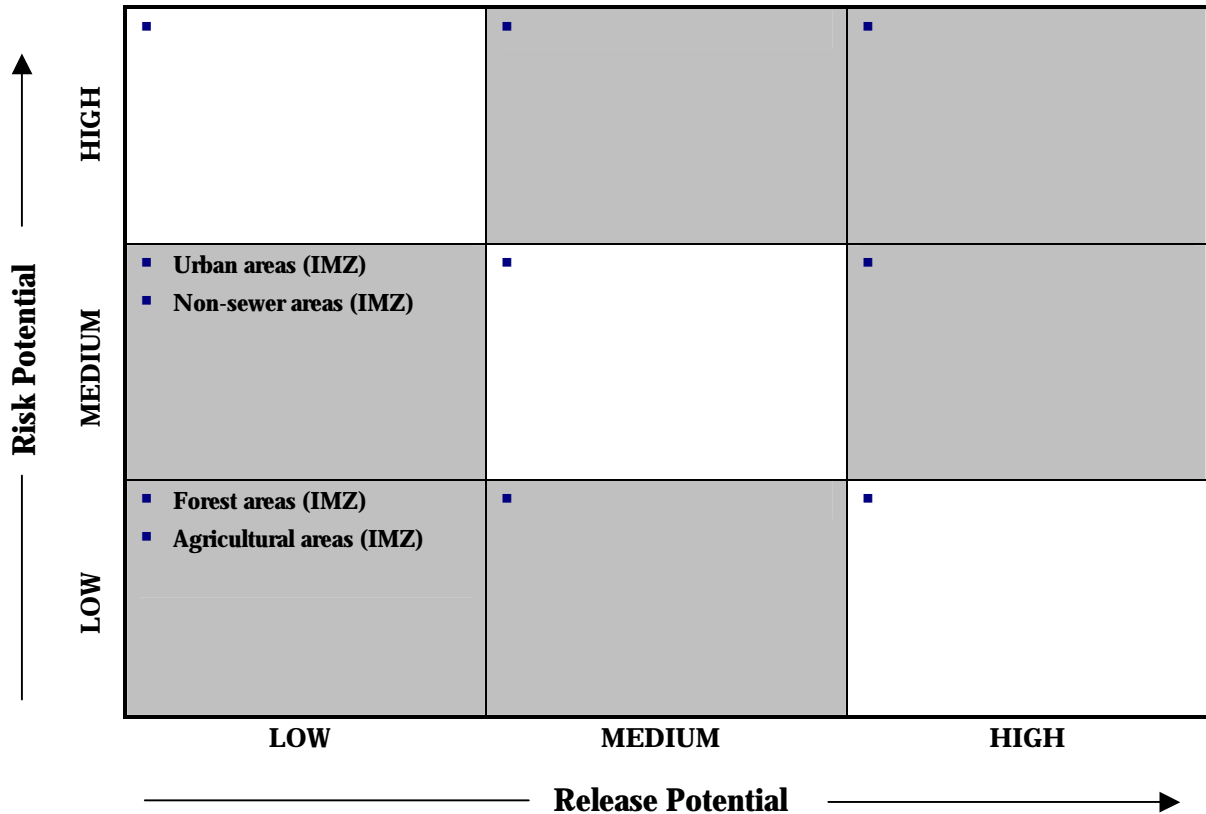 HIGH
▪
▪
▪
Risk Potential
MEDIUM
▪ Urban areas (IMZ)
▪ Non-sewer areas (IMZ)
▪
▪
LOW
▪ Forest areas (IMZ)
▪ Agricultural areas (IMZ)
▪
▪
LOW MEDIUM HIGH
Release Potential